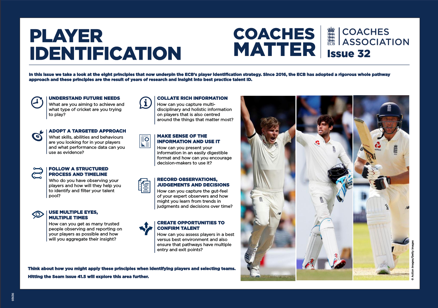 PLAYER
IDENTIFICATION
COACHES
MATTER
COACHES
ASSOCIATION
Issue 32
In this issue we take a look at the eight principles that now underpin the ECB's player identification strategy. Since 2016, the ECB has adopted a rigorous whole pathway
approach and these principles are the result of years of research and insight into best practice talent ID.
UNDERSTAND FUTURE NEEDS
What are you aiming to achieve and
what type of cricket are you trying
to play?
ADOPT A TARGETED APPROACH
What skills, abilities and behaviours
are you looking for in your players
and what performance data can you
use as evidence?
FOLLOW A STRUCTURED
PROCESS AND TIMELINE
Who do you have observing your
players and how will they help you
to identify and filter your talent
pool?
USE MULTIPLE EYES,
MULTIPLE TIMES
How can you get as many trusted
people observing and reporting on
your players as possible and how
will you aggregate their insight?
COLLATE RICH INFORMATION
How can you capture multi-
disciplinary and holistic information
on players that is also centred
around the things that matter most?
MAKE SENSE OF THE
INFORMATION AND USE IT
How can you present your
information in an easily digestible
format and how can you encourage
decision-makers to use it?
RECORD OBSERVATIONS,
JUDGEMENTS AND DECISIONS
How can you capture the gut-feel
of your expert observers and how
might you learn from trends in
judgments and decisions over time?
CREATE OPPORTUNITIES TO
CONFIRM TALENT
How can you assess players in a best
versus best environment and also
ensure that pathways have multiple
entry and exit points?
Think about how you might apply these principles when identifying players and selecting teams.
Hitting the Seam Issue 41.5 will explore this area further.